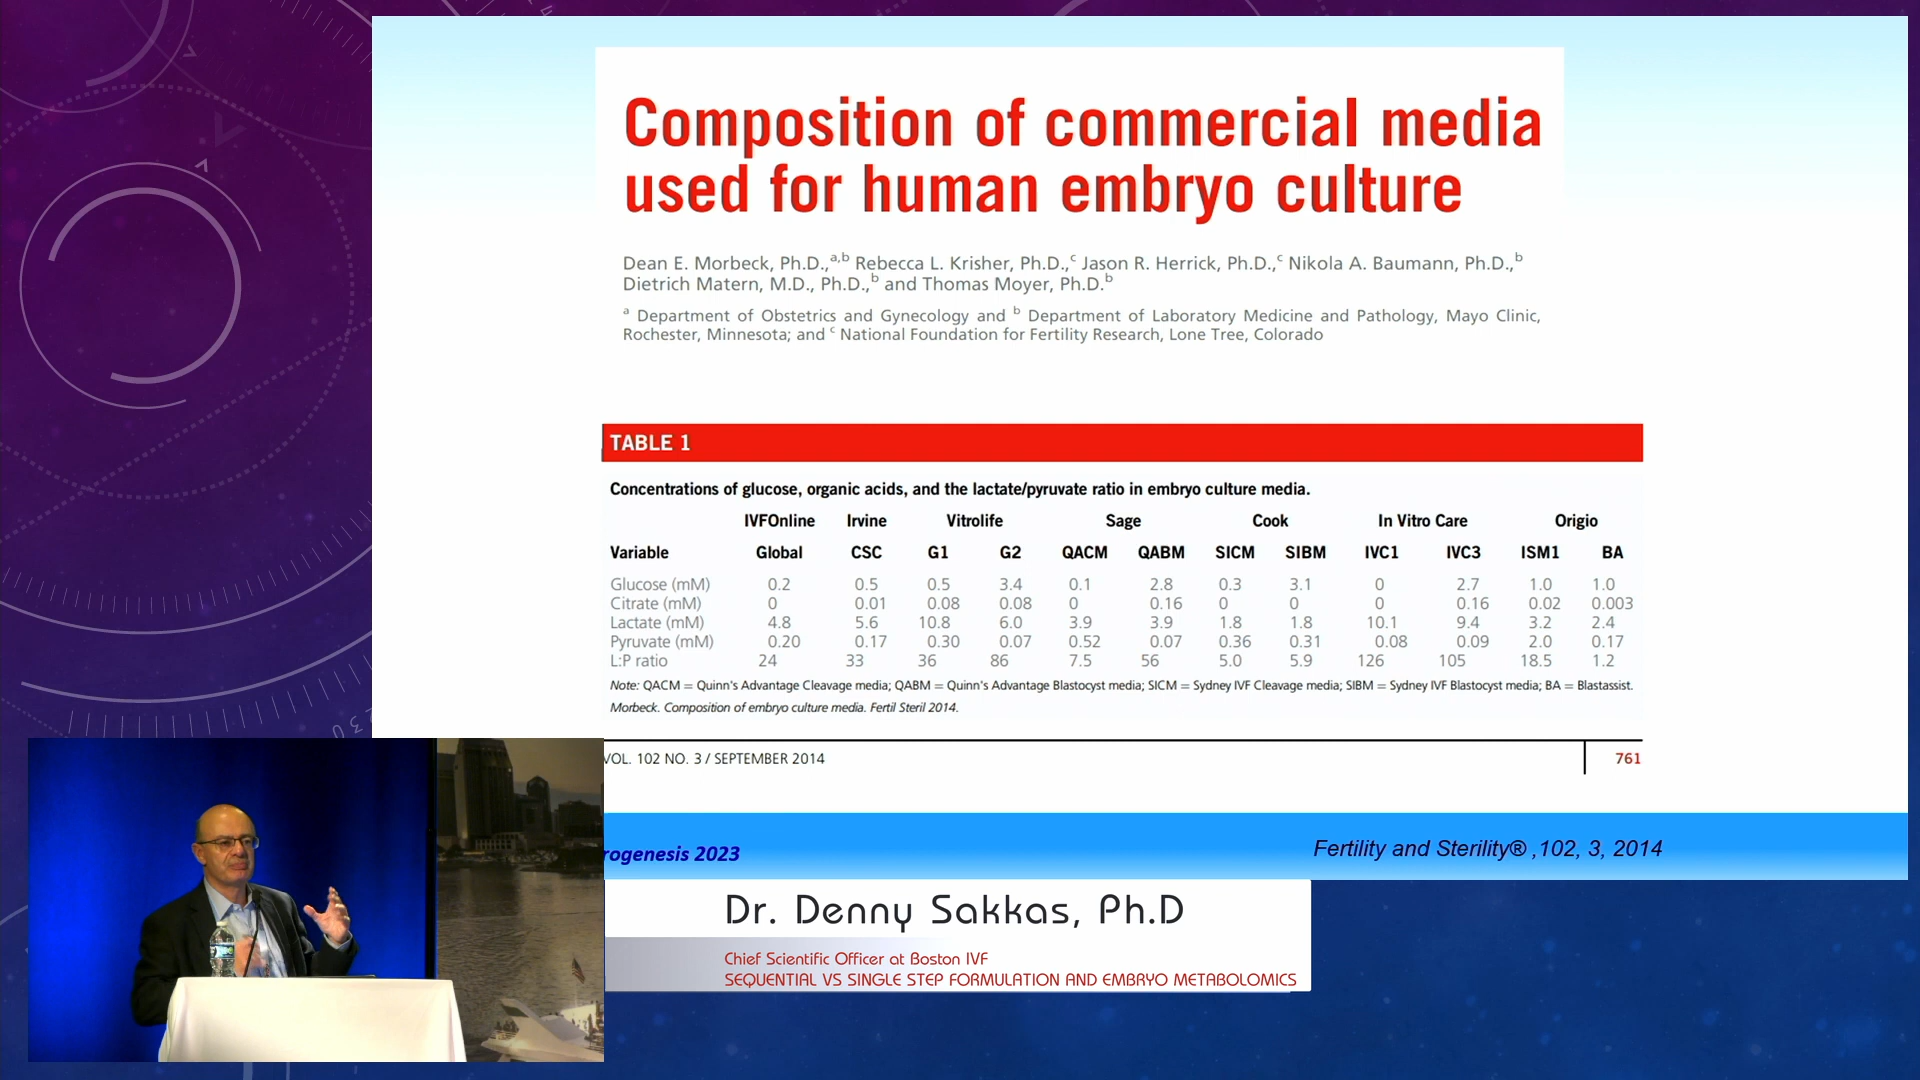 Composition of commercial media
used for human embryo culture
Dean E. Morbeck, Ph.D.,a,b Rebecca L. Krisher, Ph.D.,c Jason R. Herrick, Ph.D.,c Nikola A. Baumann, Ph.D.,b
Dietrich Matern, M.D., Ph.D.,b and Thomas Moyer, Ph.D.b
a Department of Obstetrics and Gynecology and b Department of Laboratory Medicine and Pathology, Mayo Clinic,
Rochester, Minnesota; and c National Foundation for Fertility Research, Lone Tree, Colorado
TABLE 1
Concentrations of glucose, organic acids, and the lactate/pyruvate ratio in embryo culture media.
IVFOnline Irvine Vitrolife Sage Cook In Vitro Care Origio
Variable Global CSC G1 G2 QACM QABM SICM SIBM IVC1 IVC3 ISM1 BA
Glucose (mM) 0.2 0.5 0.5 3.4 0.1 2.8 0.3 3.1 0 2.7 1.0 1.0
Citrate (mM) 0 0.01 0.08 0.08 0 0.16 0 0 0 0.16 0.02 0.003
Lactate (mM) 4.8 5.6 10.8 6.0 3.9 3.9 1.8 1.8 10.1 9.4 3.2 2.4
Pyruvate (mM) 0.20 0.17 0.30 0.07 0.52 0.07 0.36 0.31 0.08 0.09 2.0 0.17
L:P ratio 24 33 36 86 7.5 56 5.0 5.9 126 105 18.5 1.2
Note: QACM = Quinn's Advantage Cleavage media; QABM = Quinn's Advantage Blastocyst media; SICM = Sydney IVF Cleavage media; SIBM = Sydney IVF Blastocyst media; BA = Blastassist.
Morbeck. Composition of embryo culture media. Fertil Steril 2014.
VOL. 102 NO. 3 / SEPTEMBER 2014 761
rogenesis 2023 Fertility and Sterility® ,102, 3, 2014
Dr. Denny Sakkas, Ph.D
Chief Scientific Officer at Boston IVF
SEQUENTIAL VS SINGLE STEP FORMULATION AND EMBRYO METABOLOMICS